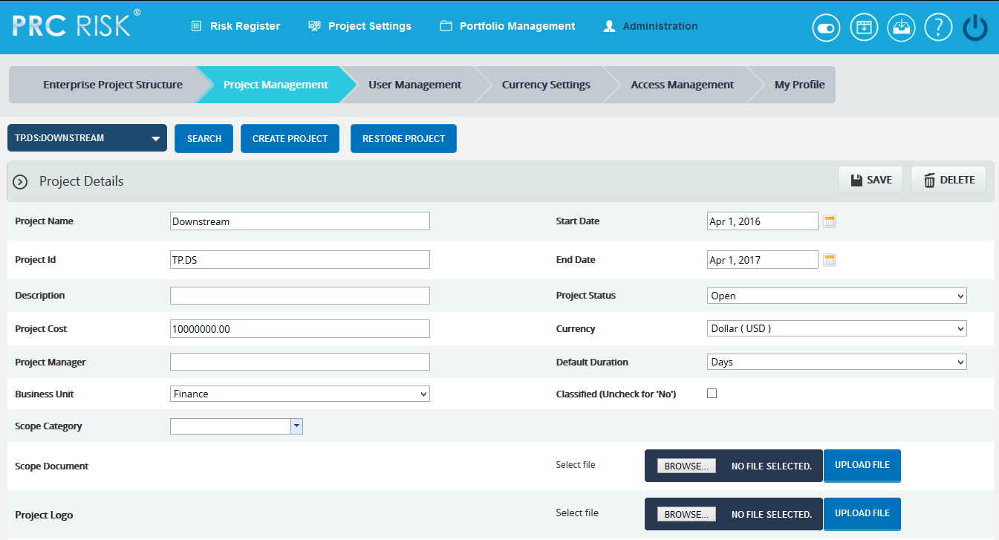 PRC RISK®
Risk Register Project Settings Portfolio Management Administration ?
Enterprise Project Structure Project Management User Management Currency Settings Access Management My Profile
TP.DS:DOWNSTREAM SEARCH CREATE PROJECT RESTORE PROJECT
Project Details SAVE DELETE
Project Name Downstream Start Date Apr 1, 2016
Project Id TP.DS End Date Apr 1, 2017
Description Project Status Open
Project Cost 10000000.00 Currency Dollar ( USD )
Project Manager Default Duration Days
Business Unit Finance Classified (Uncheck for 'No')
Scope Category
Scope Document Select file BROWSE... NO FILE SELECTED. UPLOAD FILE
Project Logo Select file BROWSE... NO FILE SELECTED. UPLOAD FILE